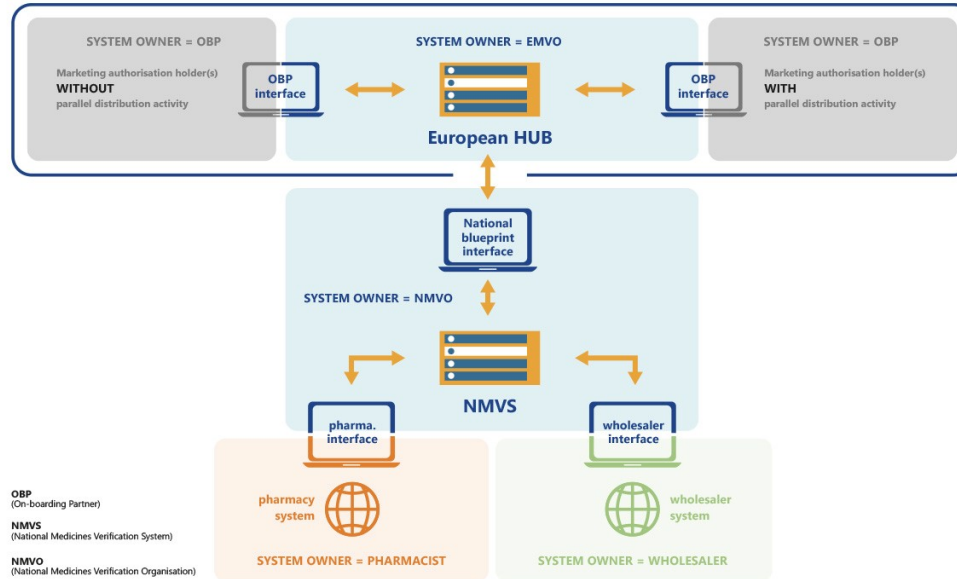 SYSTEM OWNER = OBP
Marketing authorisation holder(s)
WITHOUT
parallel distribution activity
OBP
interface
SYSTEM OWNER = EMVO
European HUB
OBP
interface
SYSTEM OWNER = OBP
Marketing authorisation holder(s)
WITH
parallel distribution activity
National
blueprint
interface
SYSTEM OWNER = NMVO
NMVS
pharma.
interface
wholesaler
interface
pharmacy
system
SYSTEM OWNER = PHARMACIST
wholesaler
system
SYSTEM OWNER = WHOLESALER
OBP
(On-boarding Partner)
NMVS
(National Medicines Verification System)
NMVO
(National Medicines Verification Organisation)